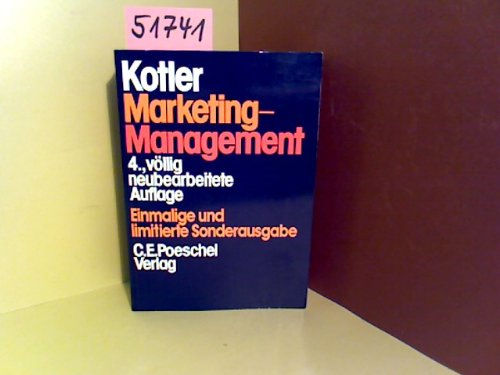 51741
Kotler
Marketing-
Management
4., völlig
neubearbeitete
Auflage
Einmalige und
limitierte Sonderausgabe
C.E.Poeschel
Verlag